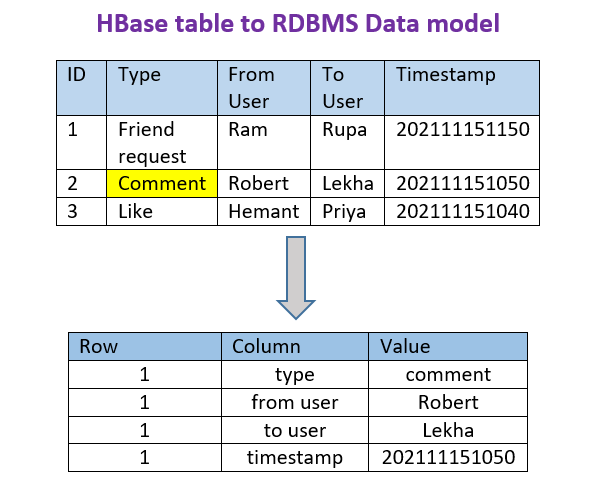 HBase table to RDBMS Data model
ID Type From User To User Timestamp
1 Friend request Ram Rupa 202111151150
2 Comment Robert Lekha 202111151050
3 Like Hemant Priya 202111151040
Row Column Value
1 type comment
1 from user Robert
1 to user Lekha
1 timestamp 202111151050